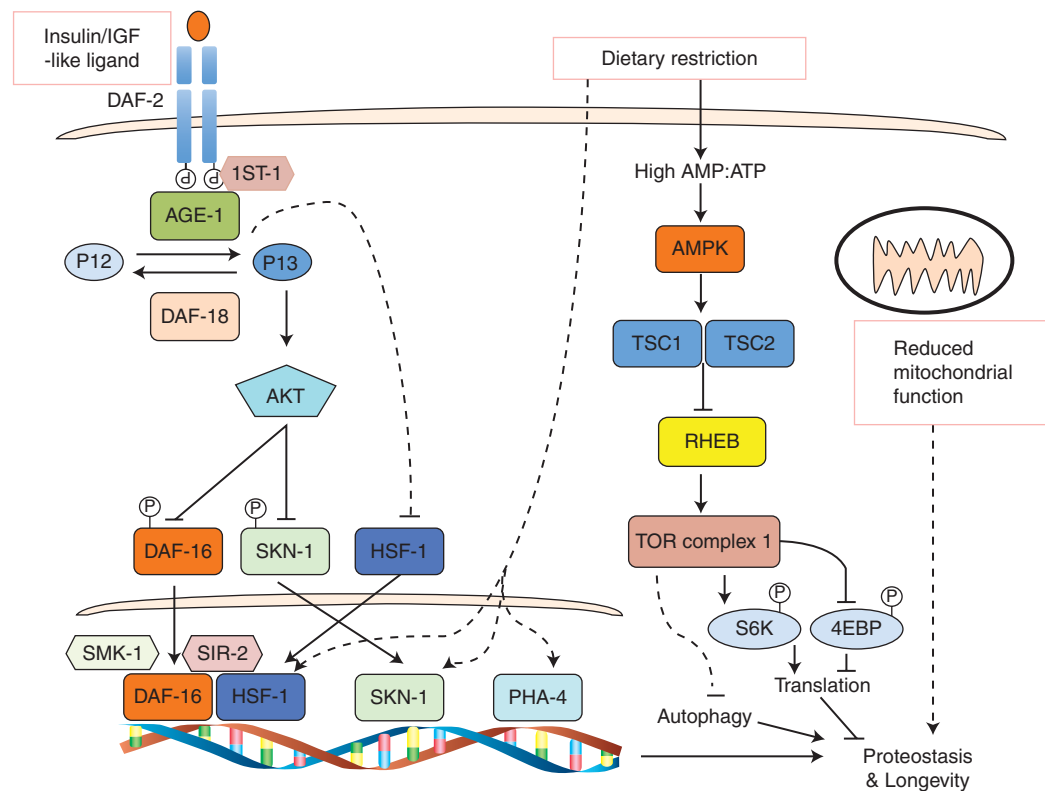 Insulin/IGF
-like ligand
DAF-2
P
P
1ST-1
AGE-1
P12
P13
DAF-18
AKT
P
P
DAF-16
SKN-1
HSF-1
SMK-1
SIR-2
DAF-16
HSF-1
SKN-1
PHA-4
Dietary restriction
High AMP:ATP
AMPK
TSC1
TSC2
RHEB
TOR complex 1
P
P
S6K
4EBP
Translation
Autophagy
Reduced
mitochondrial
function
Proteostasis
& Longevity